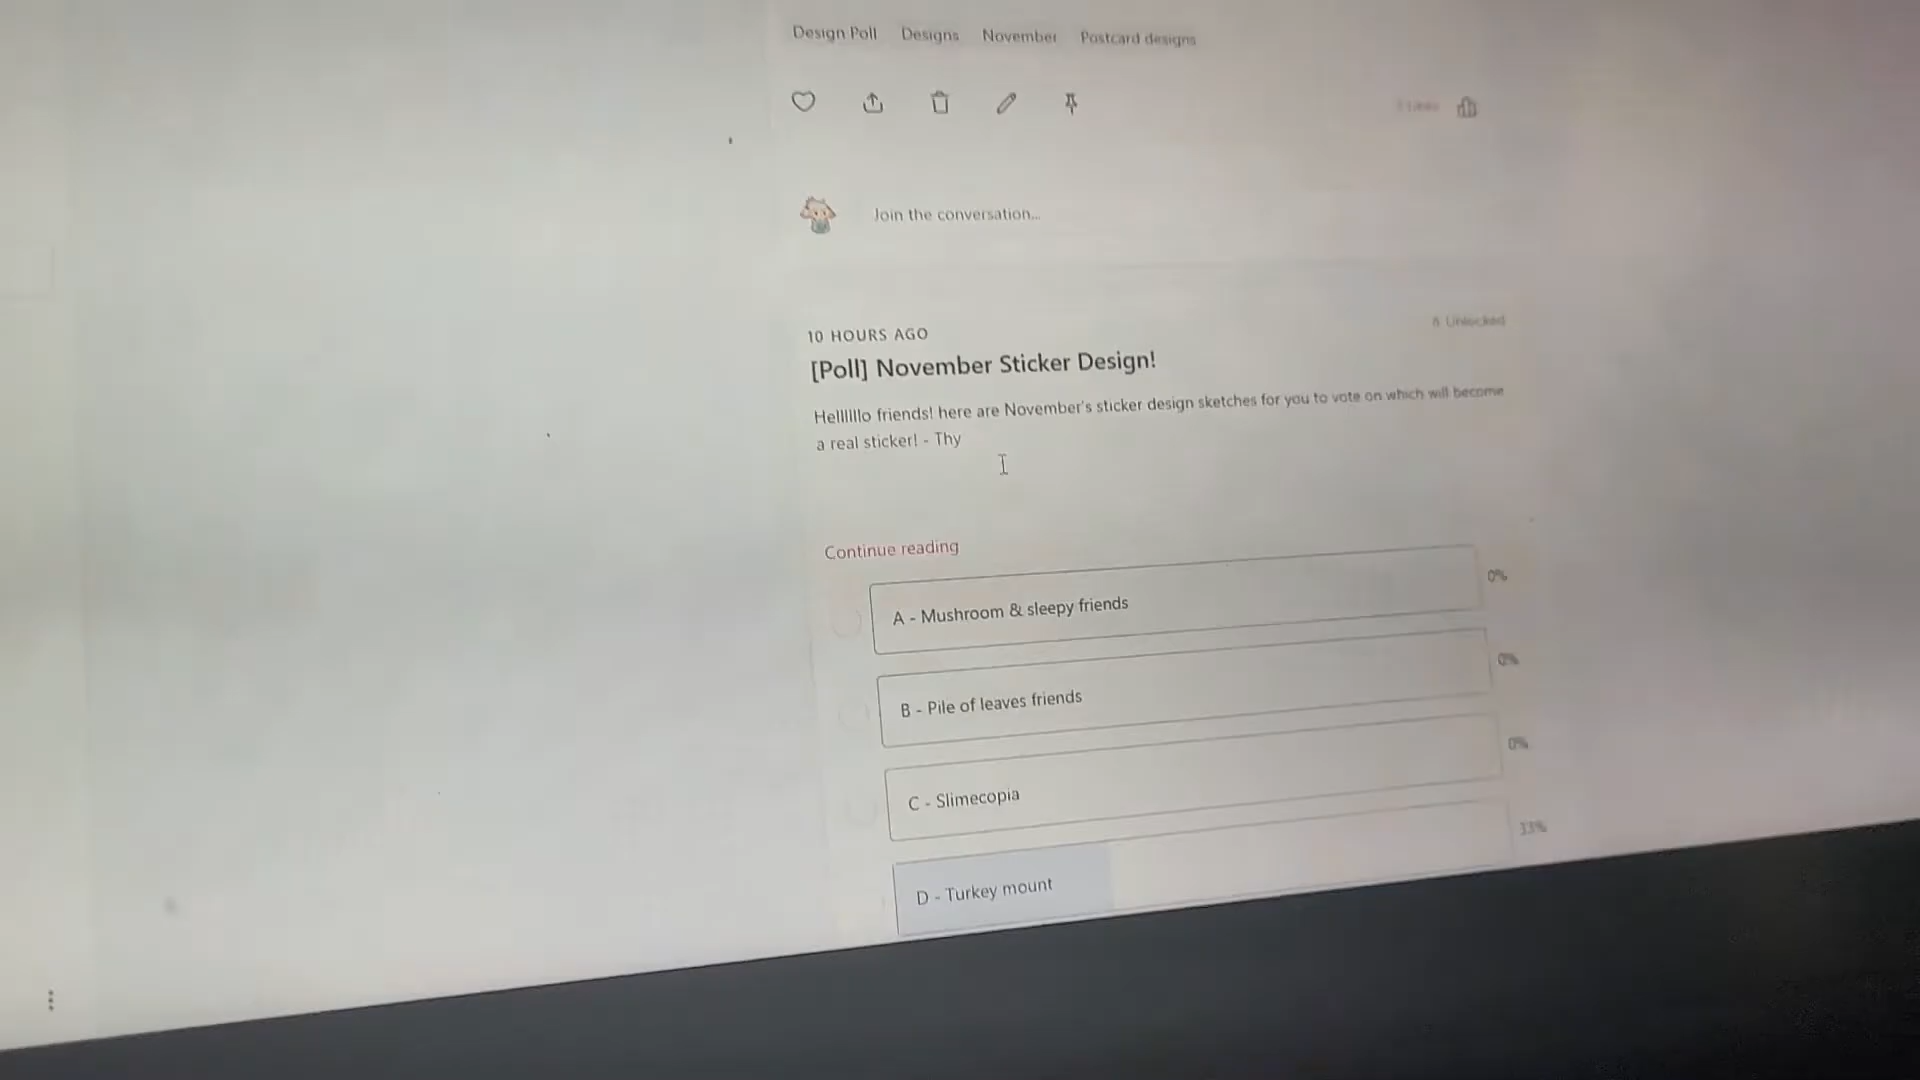 Design Poll Designs November Postcard designs
Join the conversation...
10 HOURS AGO
6 Unlocked
[Poll] November Sticker Design!
Helllllo friends! here are November's sticker design sketches for you to vote on which will become
a real sticker! - Thy
Continue reading
A - Mushroom & sleepy friends
0%
B - Pile of leaves friends
0%
C - Slimecopia
0%
D - Turkey mount
33%